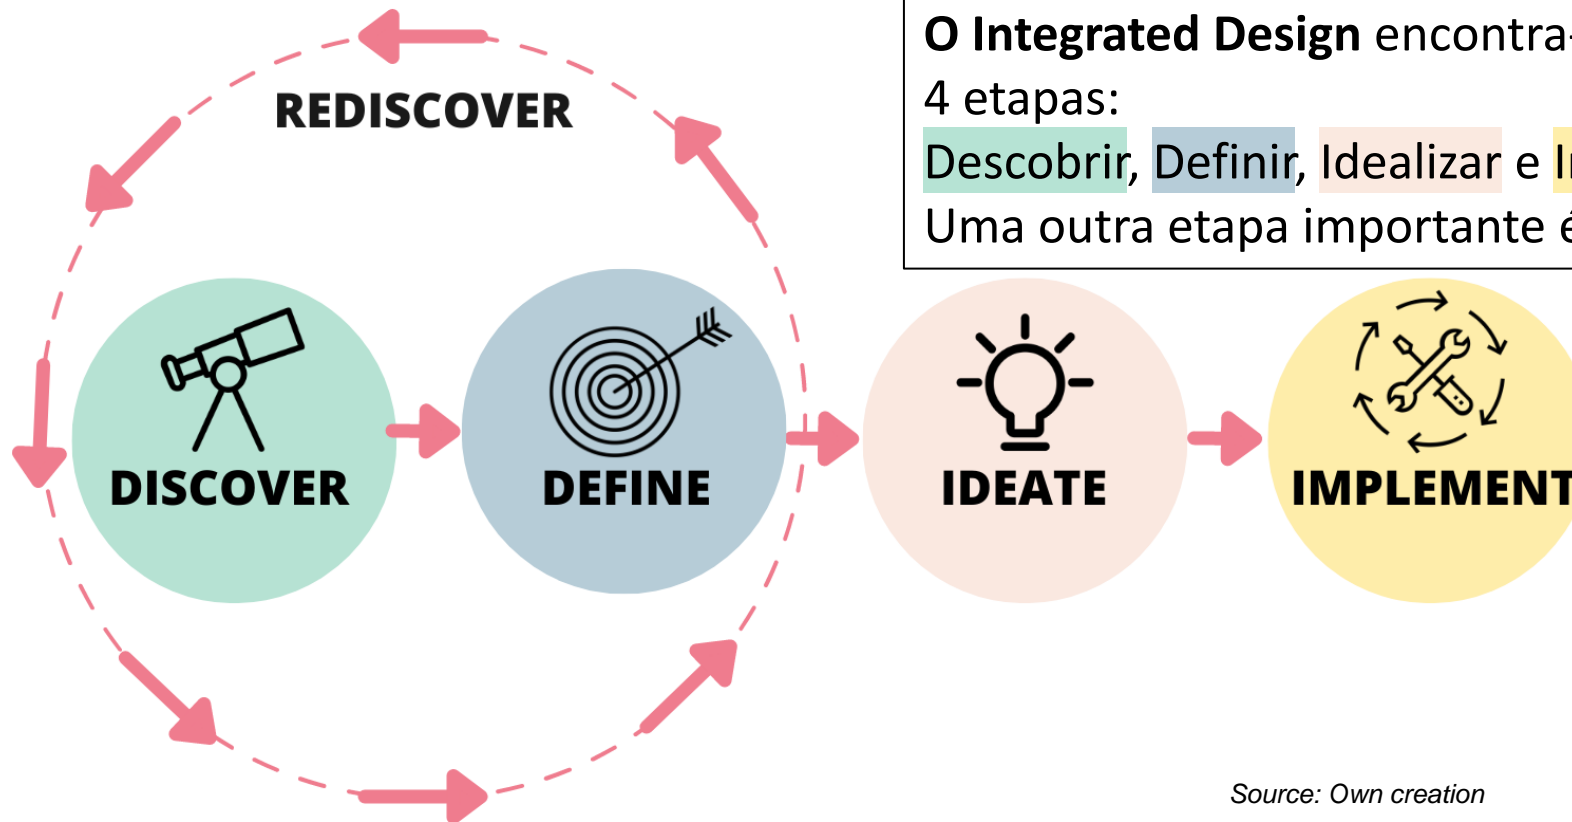 O Integrated Design encontra-
4 etapas:
Descobrir, Definir, Idealizar e
Uma outra etapa importante é
REDISCOVER
DISCOVER
DEFINE
IDEATE
IMPLEMENT
Source: Own creation